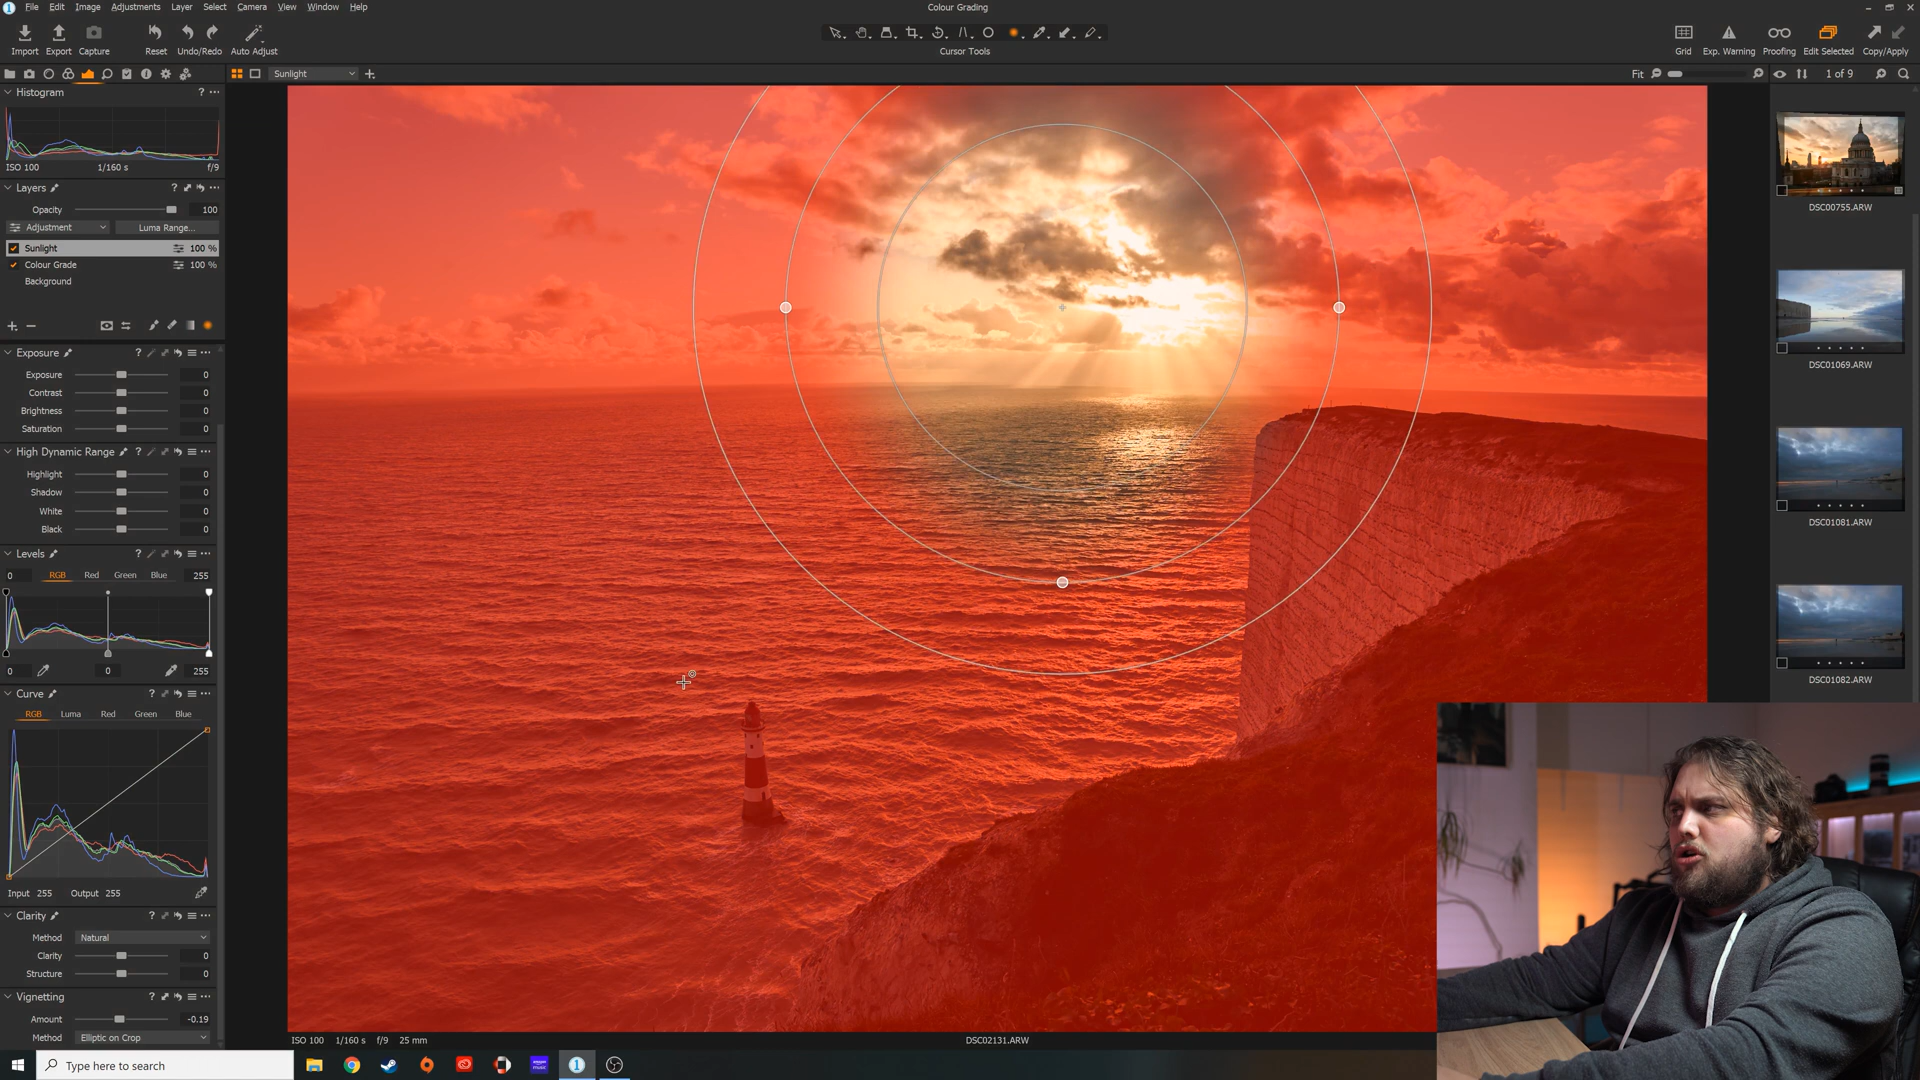 File Edit Image Adjustments Layer Select Camera View Window Help
Colour Grading
Import Export Capture Reset Undo/Redo Auto Adjust
Cursor Tools
Grid Exp. Warning Proofing Edit Selected Copy/Apply
Sunlight
Fit
1 of 9
Histogram
ISO 100 1/160 s f/9
Layers
Opacity 100
Adjustment Luma Range...
Sunlight 100 %
Colour Grade 100 %
Background
Exposure
Exposure 0
Contrast 0
Brightness 0
Saturation 0
High Dynamic Range
Highlight 0
Shadow 0
White 0
Black 0
Levels
0 RGB Red Green Blue 255
0 0 255
Curve
RGB Luma Red Green Blue
Input 255 Output 255
Clarity
Method Natural
Clarity 0
Structure 0
Vignetting
Amount -0.19
Method Elliptic on Crop
ISO 100 1/160 s f/9 25 mm
DSC02131.ARW
DSC00755.ARW
DSC01069.ARW
DSC01081.ARW
DSC01082.ARW
Type here to search